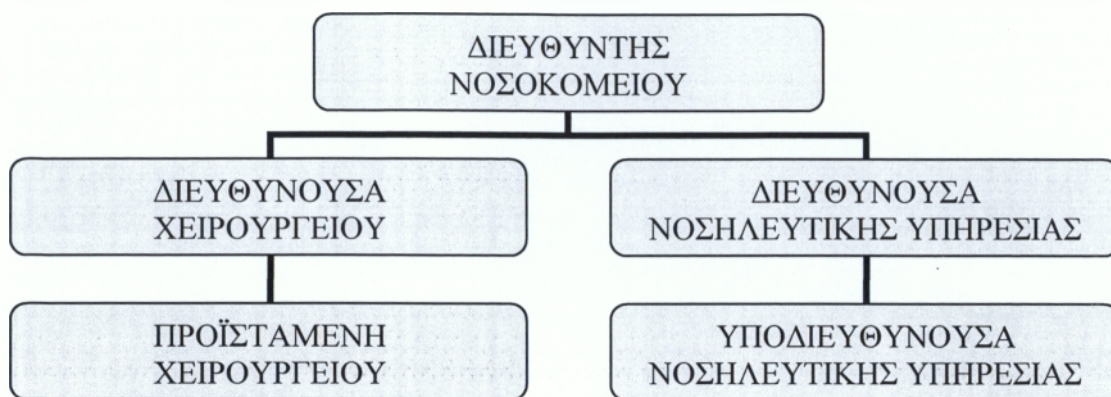 ΔΙΕΥΘΥΝΤΗΣ
ΝΟΣΟΚΟΜΕΙΟΥ
ΔΙΕΥΘΥΝΟΥΣΑ
ΧΕΙΡΟΥΡΓΕΙΟΥ
ΔΙΕΥΘΥΝΟΥΣΑ
ΝΟΣΗΛΕΥΤΙΚΗΣ ΥΠΗΡΕΣΙΑΣ
ΠΡΟΪΣΤΑΜΕΝΗ
ΧΕΙΡΟΥΡΓΕΙΟΥ
ΥΠΟΔΙΕΥΘΥΝΟΥΣΑ
ΝΟΣΗΛΕΥΤΙΚΗΣ ΥΠΗΡΕΣΙΑΣ